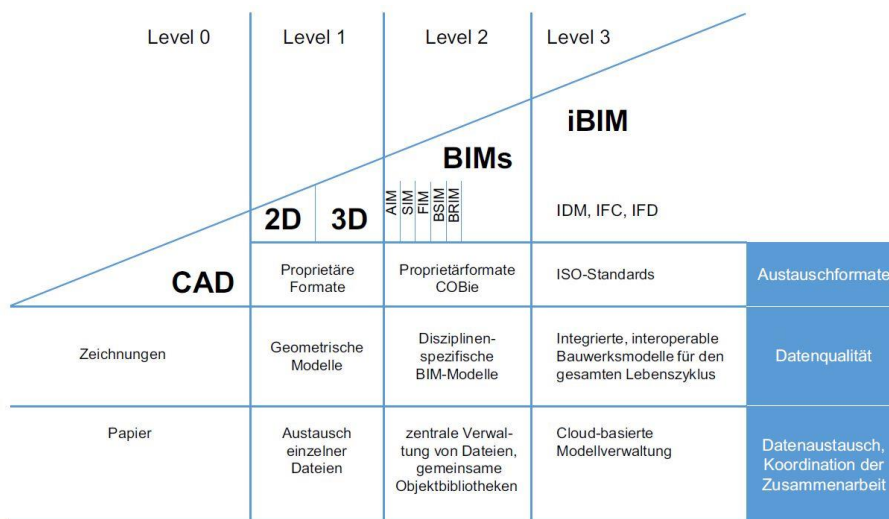 Level 0
Level 1
Level 2
Level 3
iBIM
BIMs
AIM
SIM
FIM
BSIM
BRIM
IDM, IFC, IFD
2D
3D
CAD
Proprietäre
Formate
Proprietärformate
COBie
ISO-Standards
Austauschformate
Zeichnungen
Geometrische
Modelle
Disziplinen-
spezifische
BIM-Modelle
Integrierte, interoperable
Bauwerksmodelle für den
gesamten Lebenszyklus
Datenqualität
Papier
Austausch
einzelner
Dateien
zentrale Verwal-
tung von Dateien,
gemeinsame
Objektbibliotheken
Cloud-basierte
Modellverwaltung
Datenaustausch,
Koordination der
Zusammenarbeit